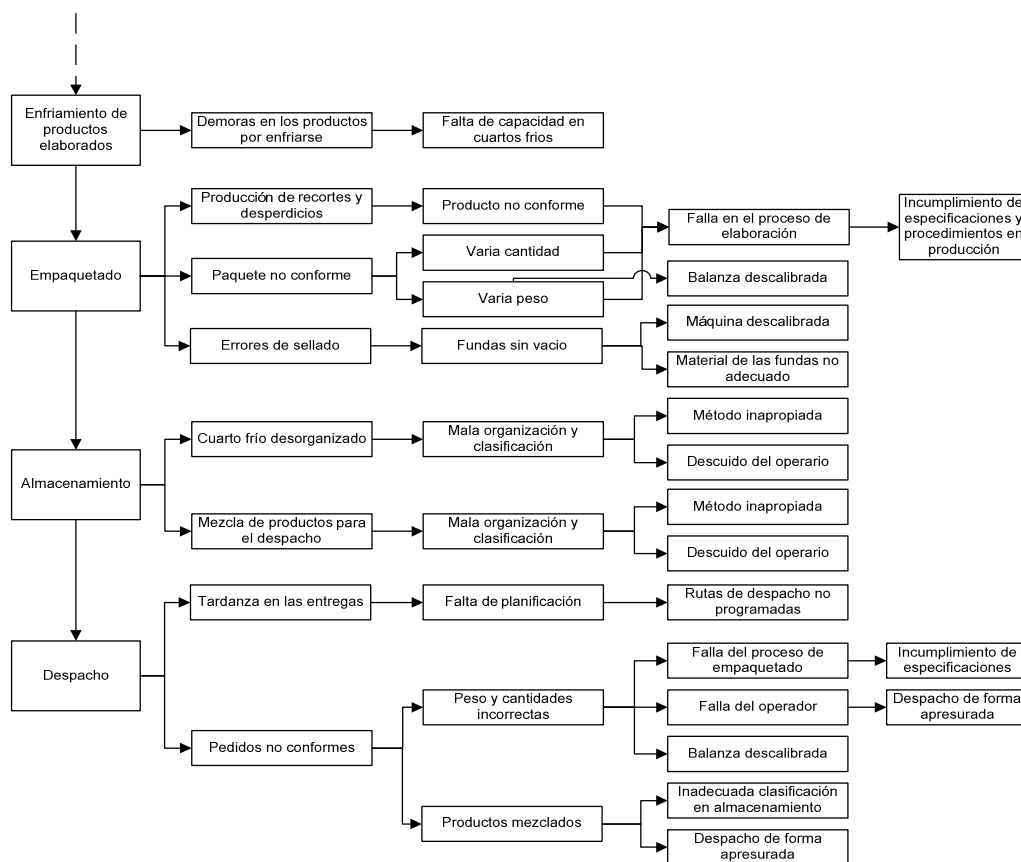 Enfriamiento de
productos
elaborados
Demoras en los productos
por enfriarse
Falta de capacidad en
cuartos frios
Empaquetado
Producción de recortes y
desperdicios
Producto no conforme
Falla en el proceso de
elaboración
Incumplimiento de
especificaciones y
procedimientos en
producción
Paquete no conforme
Varia cantidad
Varia peso
Balanza descalibrada
Errores de sellado
Fundas sin vacio
Máquina descalibrada
Material de las fundas no
adecuado
Almacenamiento
Cuarto frío desorganizado
Mala organización y
clasificación
Método inapropiada
Descuido del operario
Mezcla de productos para
el despacho
Mala organización y
clasificación
Método inapropiada
Descuido del operario
Despacho
Tardanza en las entregas
Falta de planificación
Rutas de despacho no
programadas
Pedidos no conformes
Peso y cantidades
incorrectas
Falla del proceso de
empaquetado
Incumplimiento de
especificaciones
Falla del operador
Despacho de forma
apresurada
Balanza descalibrada
Productos mezclados
Inadecuada clasificación
en almacenamiento
Despacho de forma
apresurada